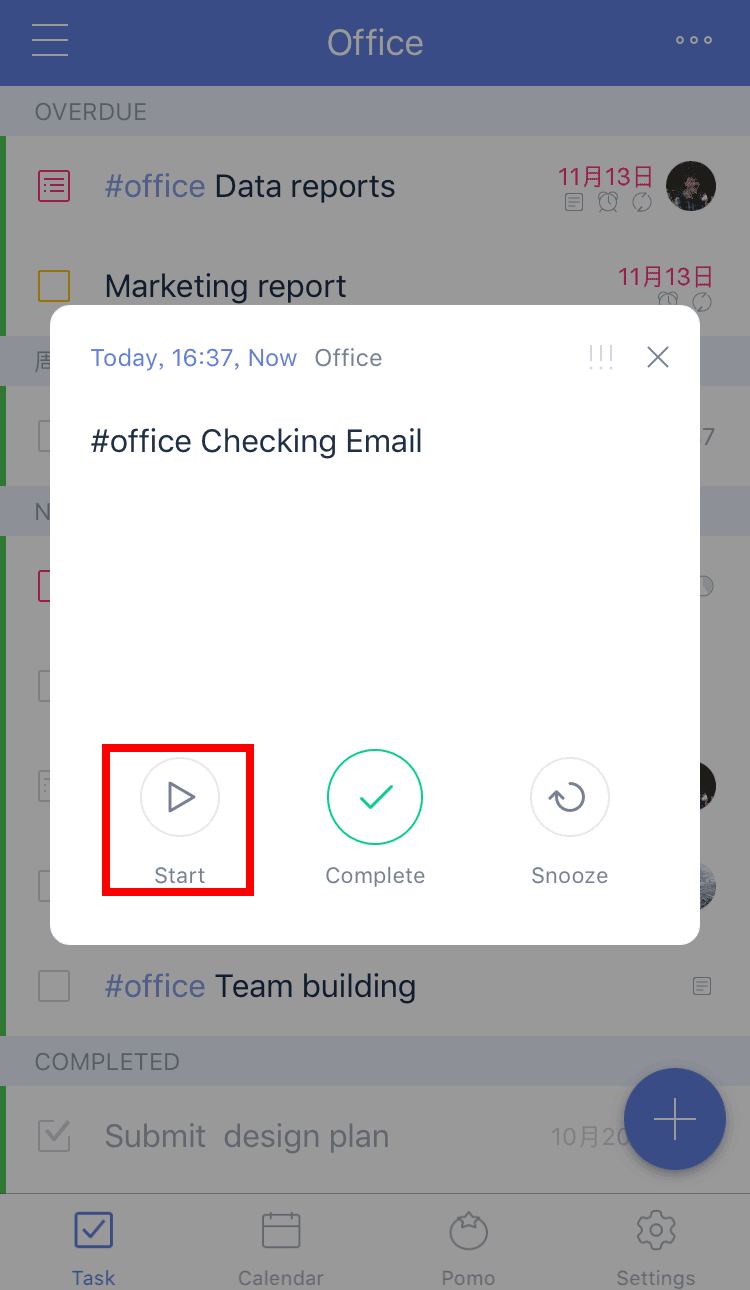 Office
OVERDUE
#office Data reports 11月13日
Marketing report 11月13日
Today, 16:37, Now Office
#office Checking Email
Start Complete Snooze
#office Team building
COMPLETED
Submit design plan 10月20
Task Calendar Pomo Settings